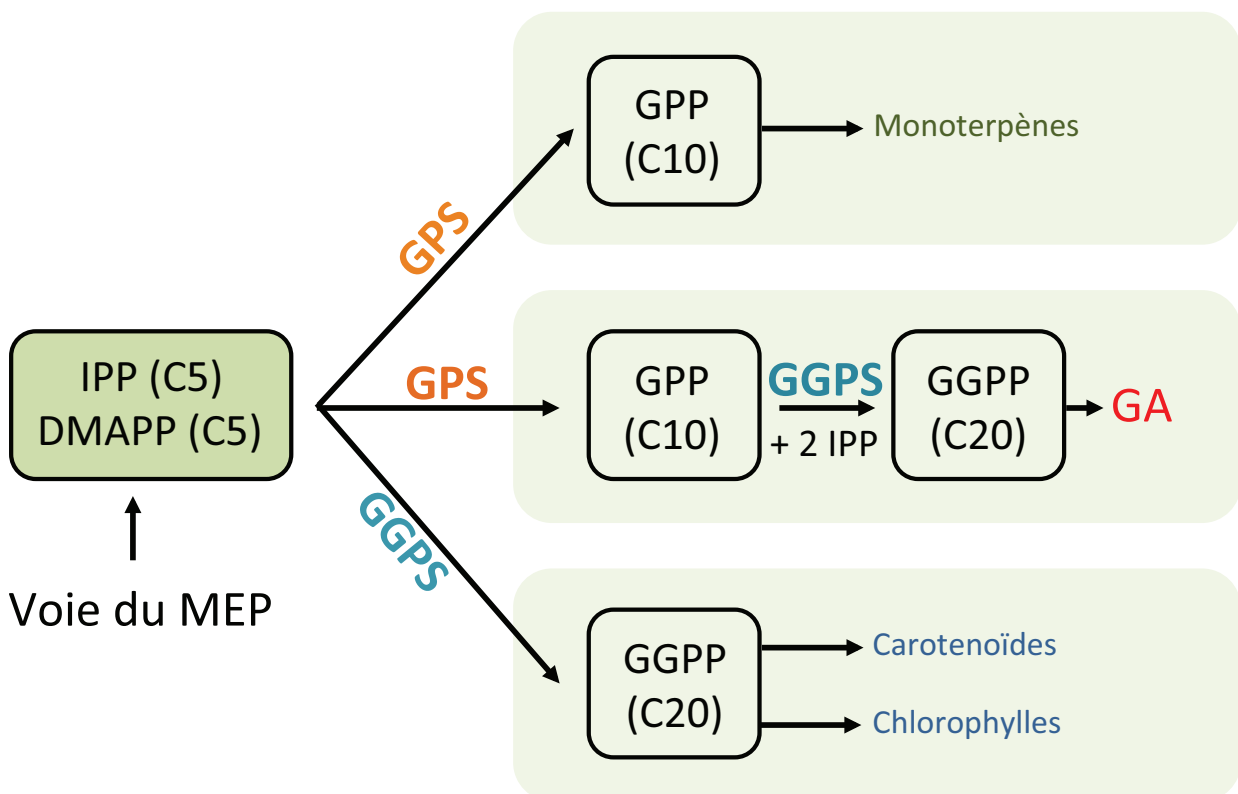 GPP
(C10)
Monoterpènes
GPS
IPP (C5)
DMAPP (C5)
GPS
GPP
(C10)
GGPS
+ 2 IPP
GGPP
(C20)
GA
GGPS
Voie du MEP
GGPP
(C20)
Carotenoïdes
Chlorophylles